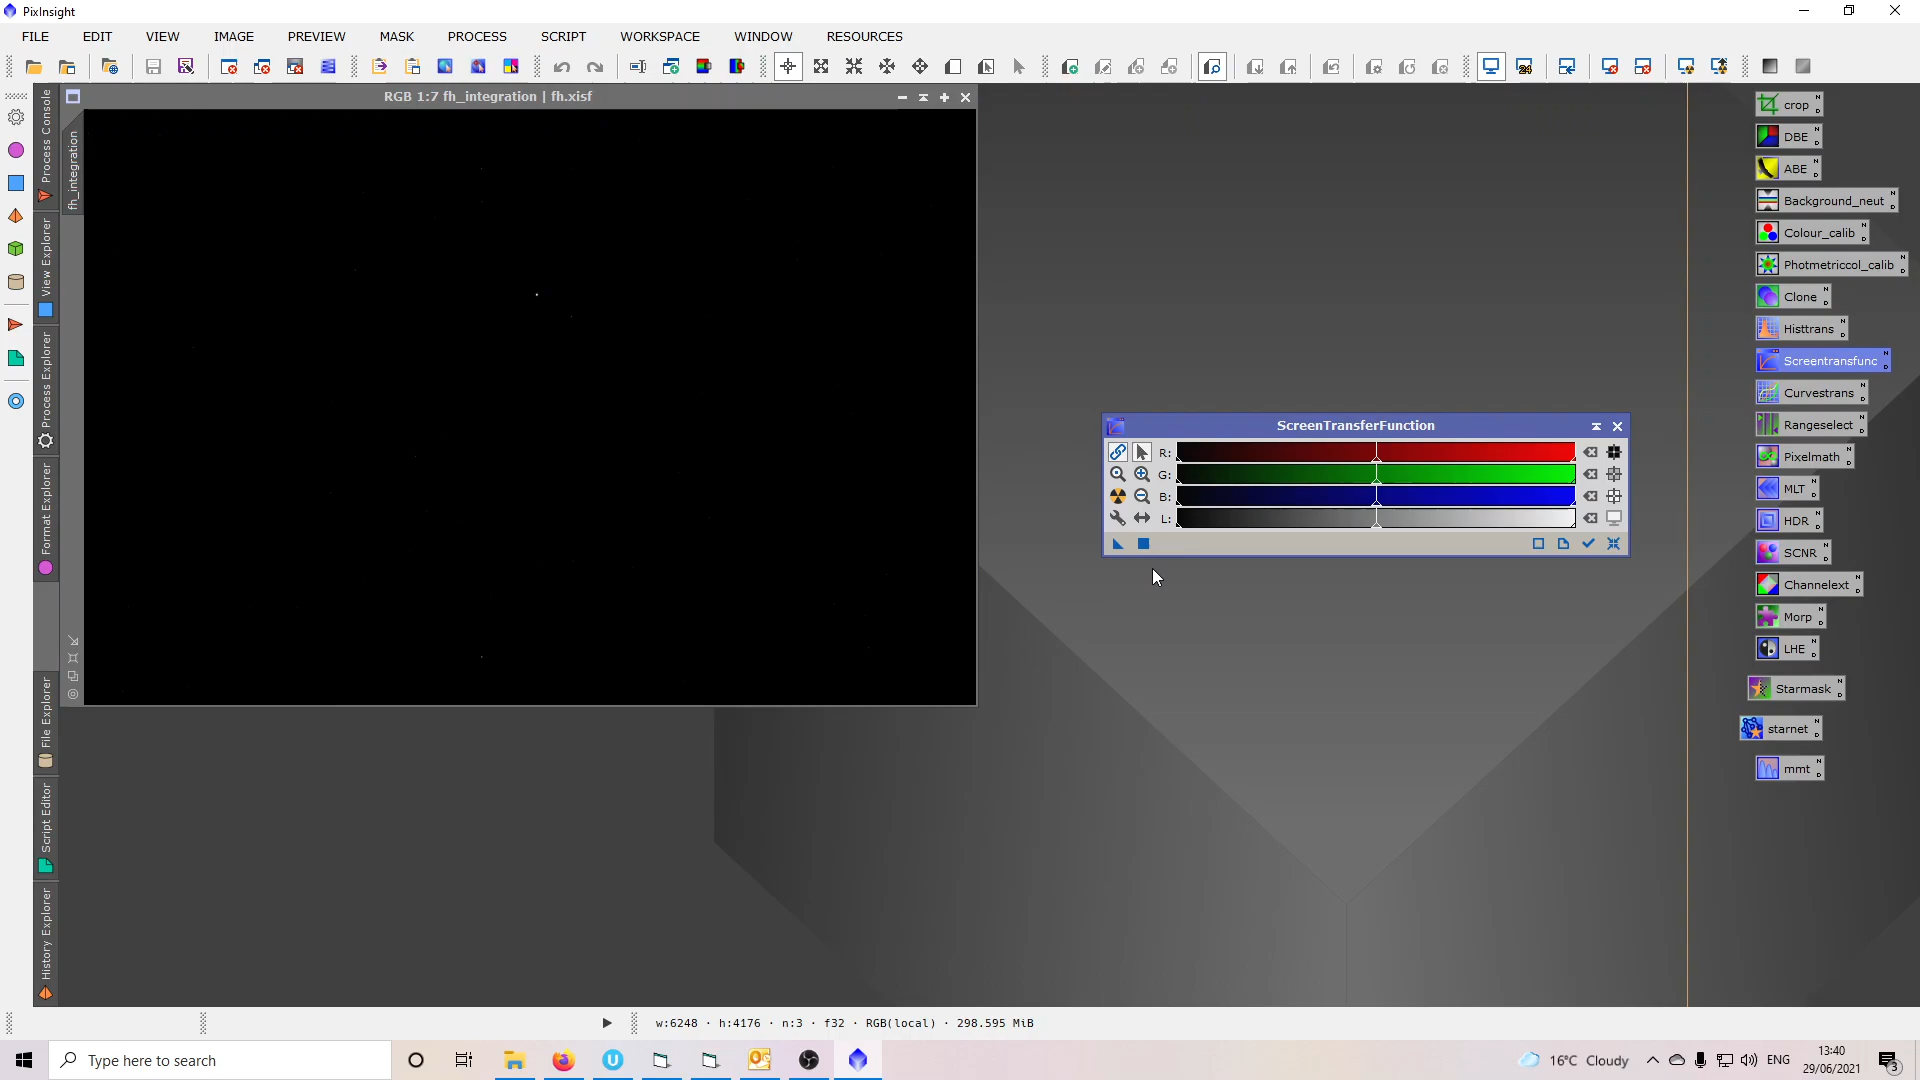 PixInsight
FILE EDIT VIEW IMAGE PREVIEW MASK PROCESS SCRIPT WORKSPACE WINDOW RESOURCES
24
RGB 1:7 fh_integration | fh.xisf
fh_integration
Process Console
View Explorer
Process Explorer
Format Explorer
File Explorer
Script Editor
History Explorer
ScreenTransferFunction
R:
G:
B:
L:
crop N D
DBE N D
ABE N D
Background_neut N D
Colour_calib N D
Photmetriccol_calib N D
Clone N D
Histtrans N D
Screentransfunc N D
Curvestrans N D
Rangeselect N D
Pixelmath N D
MLT N D
HDR N D
SCNR N D
Channelext N D
Morp N D
LHE N D
Starmask N D
starnet N D
mmt N D
w:6248 · h:4176 · n:3 · f32 · RGB(local) · 298.595 MiB
Type here to search
16°C Cloudy
ENG
13:40
29/06/2021
3